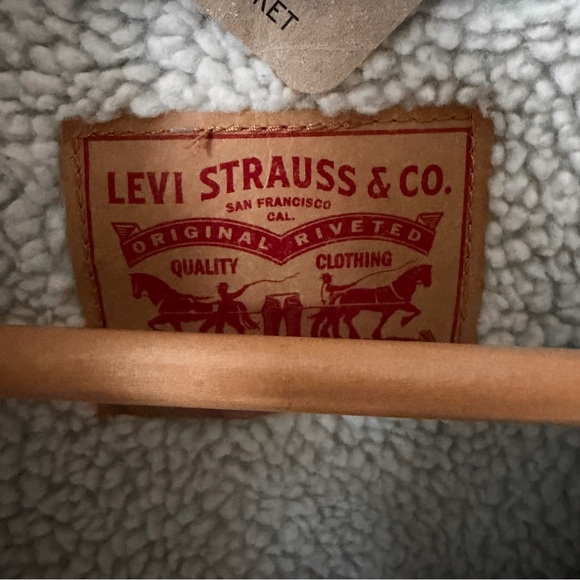 KET
LEVI STRAUSS & CO.
SAN FRANCISCO
CAL.
ORIGINAL RIVETED
QUALITY CLOTHING